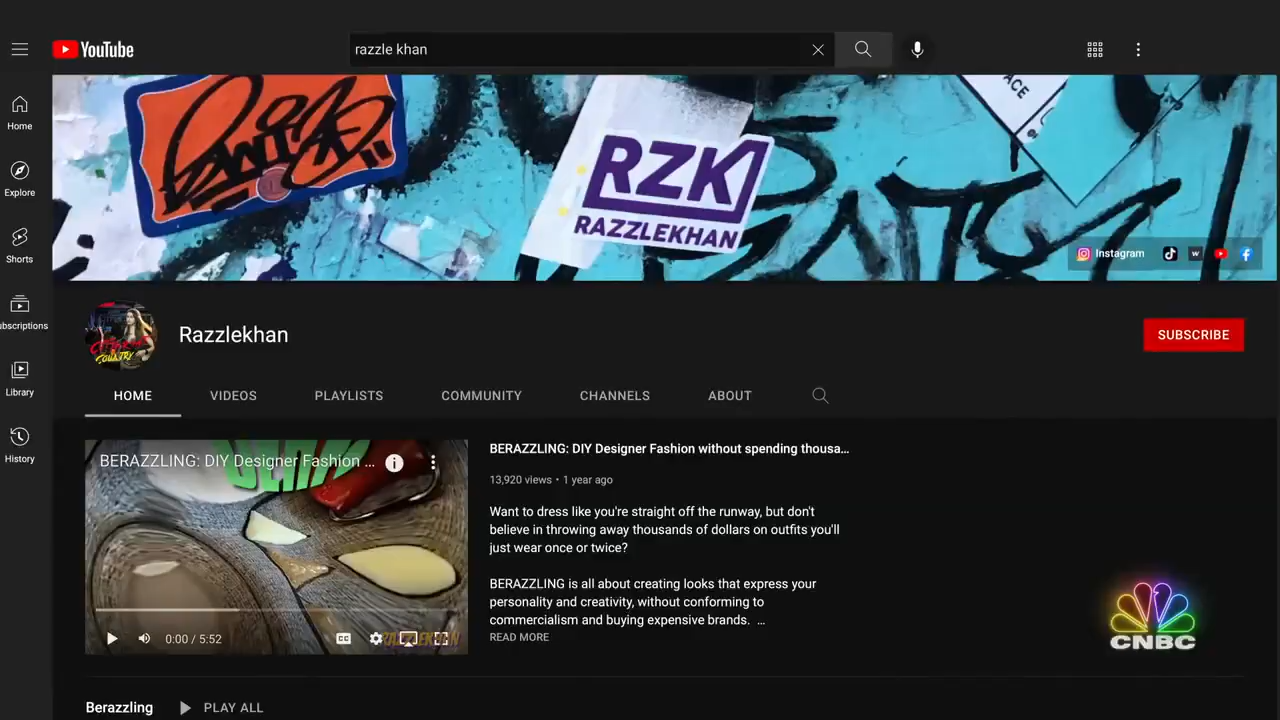 YouTube
razzle khan
ACE
RZK
RAZZLEKHAN
Instagram
Home
Explore
Shorts
ubscriptions
Library
History
Razzlekhan
SUBSCRIBE
HOME
VIDEOS
PLAYLISTS
COMMUNITY
CHANNELS
ABOUT
BERAZZLING: DIY Designer Fashion ...
0:00 / 5:52
CC
RAZZLEKHAN
BERAZZLING: DIY Designer Fashion without spending thousa...
13,920 views • 1 year ago
Want to dress like you're straight off the runway, but don't
believe in throwing away thousands of dollars on outfits you'll
just wear once or twice?
BERAZZLING is all about creating looks that express your
personality and creativity, without conforming to
commercialism and buying expensive brands. ...
READ MORE
CNBC
Berazzling
PLAY ALL